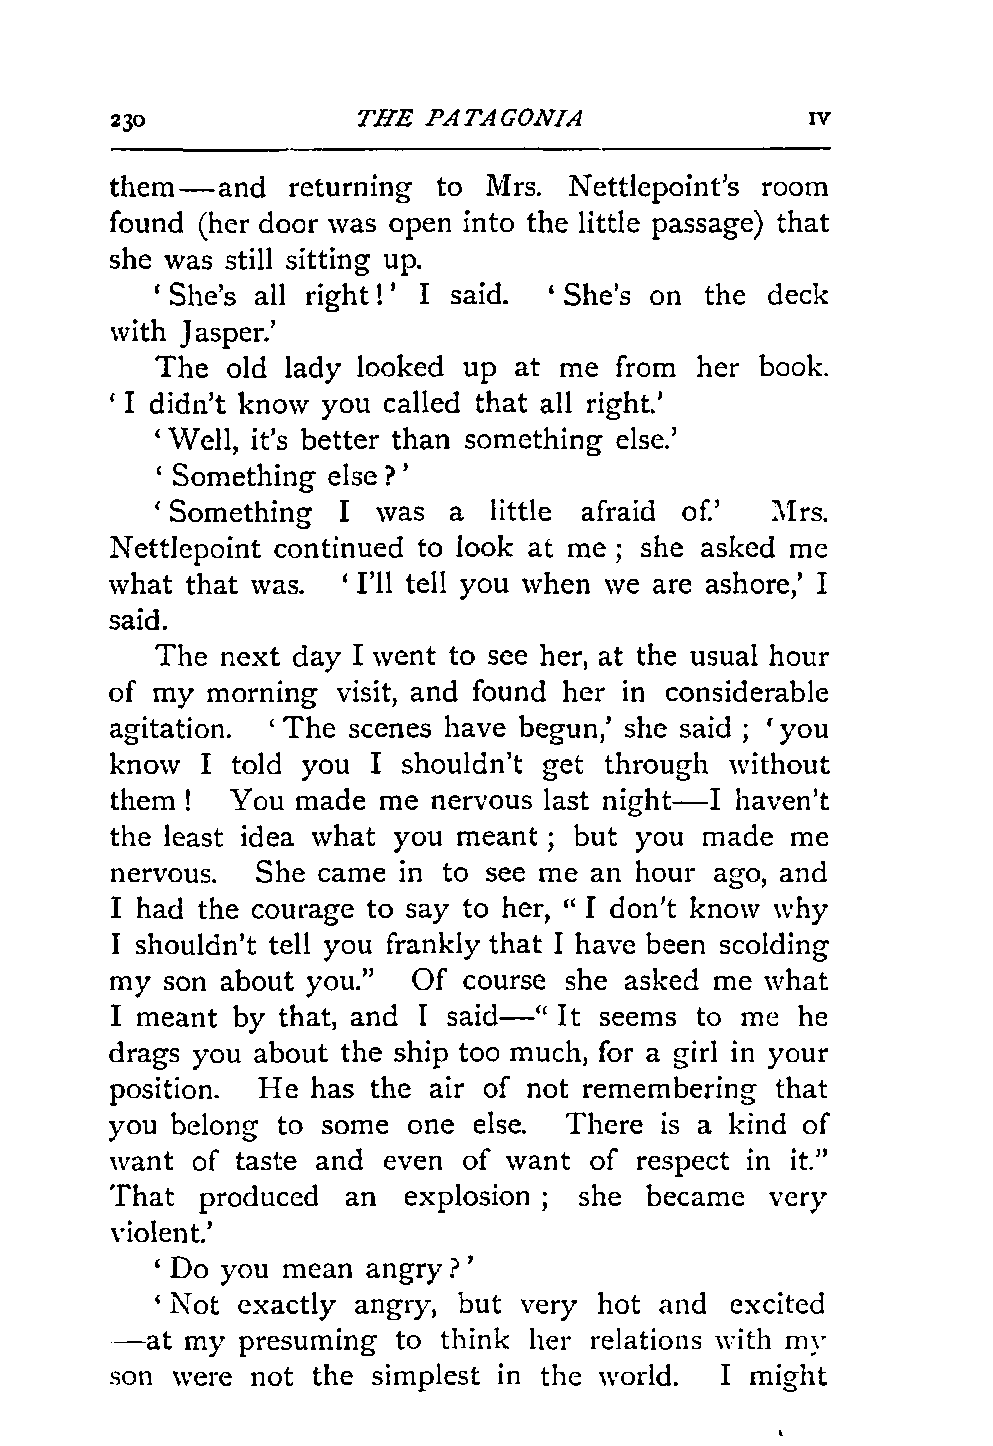 230 THE PATAGONIA IV
them—and returning to Mrs. Nettlepoint's room
found (her door was open into the little passage) that
she was still sitting up.
‘She's all right!’ I said. ‘She's on the deck
with Jasper.’
The old lady looked up at me from her book.
‘I didn't know you called that all right.’
‘Well, it's better than something else.’
‘Something else?’
‘Something I was a little afraid of.’ Mrs.
Nettlepoint continued to look at me; she asked me
what that was. ‘I'll tell you when we are ashore,’ I
said.
The next day I went to see her, at the usual hour
of my morning visit, and found her in considerable
agitation. ‘The scenes have begun,’ she said; ‘you
know I told you I shouldn't get through without
them! You made me nervous last night—I haven't
the least idea what you meant; but you made me
nervous. She came in to see me an hour ago, and
I had the courage to say to her, “I don't know why
I shouldn't tell you frankly that I have been scolding
my son about you.” Of course she asked me what
I meant by that, and I said—“It seems to me he
drags you about the ship too much, for a girl in your
position. He has the air of not remembering that
you belong to some one else. There is a kind of
want of taste and even of want of respect in it.”
That produced an explosion; she became very
violent.’
‘Do you mean angry?’
‘Not exactly angry, but very hot and excited
—at my presuming to think her relations with my
son were not the simplest in the world. I might